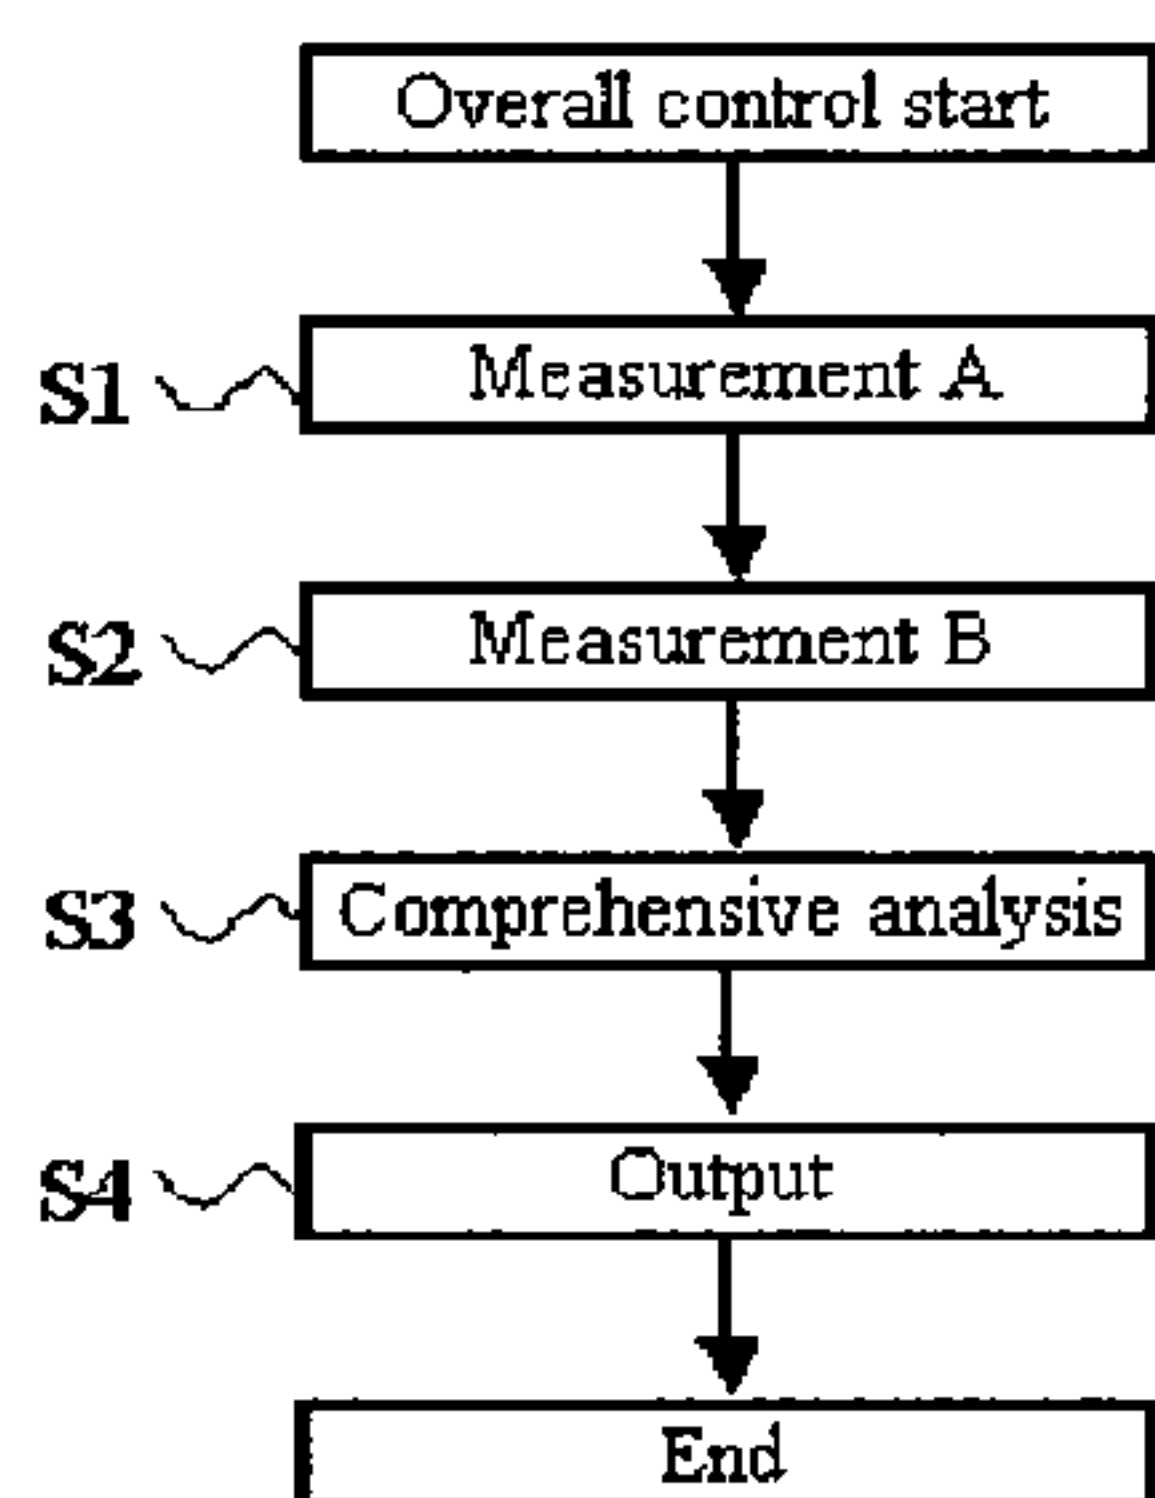 Overall control start
S1 Measurement A
S2 Measurement B
S3 Comprehensive analysis
S4 Output
End